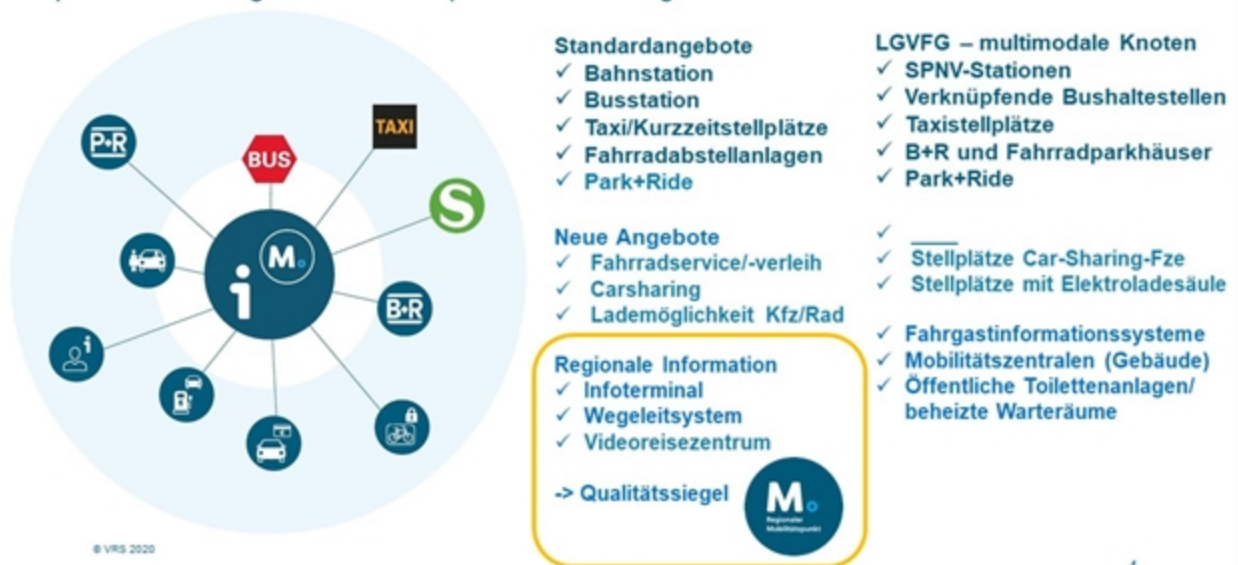 P+R
BUS
TAXI
S
M.
i
B+R
i
Standardangebote
✓ Bahnstation
✓ Busstation
✓ Taxi/Kurzzeitstellplätze
✓ Fahrradabstellanlagen
✓ Park+Ride
Neue Angebote
✓ Fahrradservice/-verleih
✓ Carsharing
✓ Lademöglichkeit Kfz/Rad
Regionale Information
✓ Infoterminal
✓ Wegeleitsystem
✓ Videoreisezentrum
-> Qualitätssiegel
M.
Regionaler
Mobilitätspunkt
LGVFG – multimodale Knoten
✓ SPNV-Stationen
✓ Verknüpfende Bushaltestellen
✓ Taxistellplätze
✓ B+R und Fahrradparkhäuser
✓ Park+Ride
✓ ____
✓ Stellplätze Car-Sharing-Fze
✓ Stellplätze mit Elektroladesäule
✓ Fahrgastinformationssysteme
✓ Mobilitätszentralen (Gebäude)
✓ Öffentliche Toilettenanlagen/
beheizte Warteräume
© VRS 2020